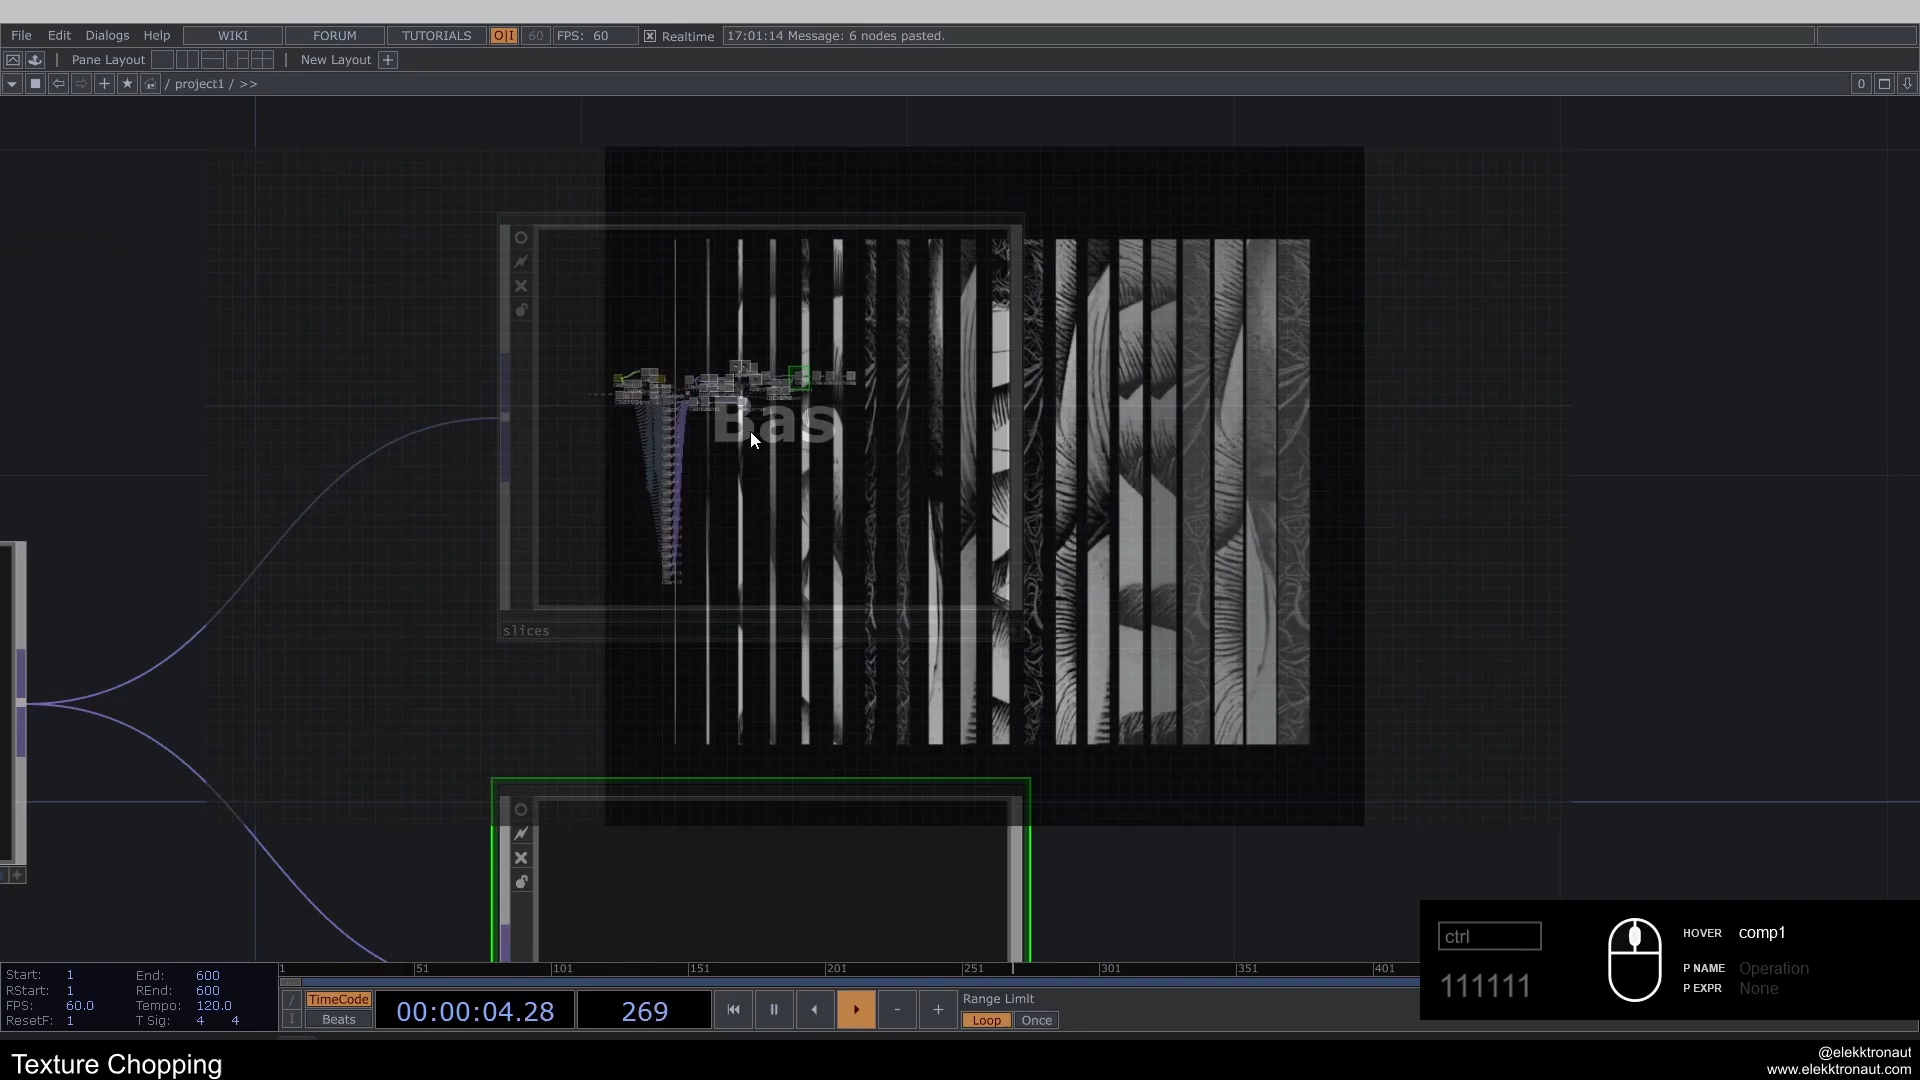 File Edit Dialogs Help WIKI FORUM TUTORIALS O|I 60 FPS: 60 Realtime 17:01:14 Message: 6 nodes pasted.
Pane Layout New Layout +
/ project1 / >> 0
Bas
slices
ctrl
111111
HOVER comp1
P NAME Operation
P EXPR None
1 51 101 151 201 251 301 351 401
Start: 1 End: 600
RStart: 1 REnd: 600
FPS: 60.0 Tempo: 120.0
ResetF: 1 T Sig: 4 4
TimeCode
Beats
00:00:04.28 269
Range Limit
Loop Once
Texture Chopping
@elekktronaut
www.elekktronaut.com